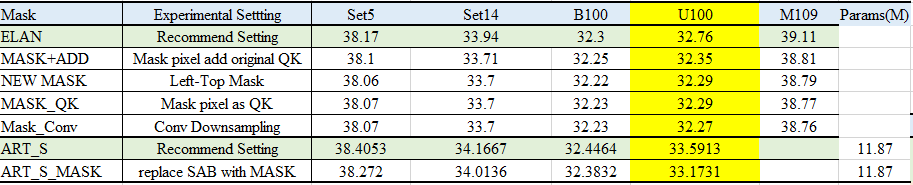 Mask Experimental Settting Set5 Set14 B100 U100 M109 Params(M)
ELAN Recommend Setting 38.17 33.94 32.3 32.76 39.11
MASK+ADD Mask pixel add original QK 38.1 33.71 32.25 32.35 38.81
NEW MASK Left-Top Mask 38.06 33.7 32.22 32.29 38.79
MASK_QK Mask pixel as QK 38.07 33.7 32.23 32.29 38.77
Mask_Conv Conv Downsampling 38.07 33.7 32.23 32.27 38.76
ART_S Recommend Setting 38.4053 34.1667 32.4464 33.5913 11.87
ART_S_MASK replace SAB with MASK 38.272 34.0136 32.3832 33.1731 11.87